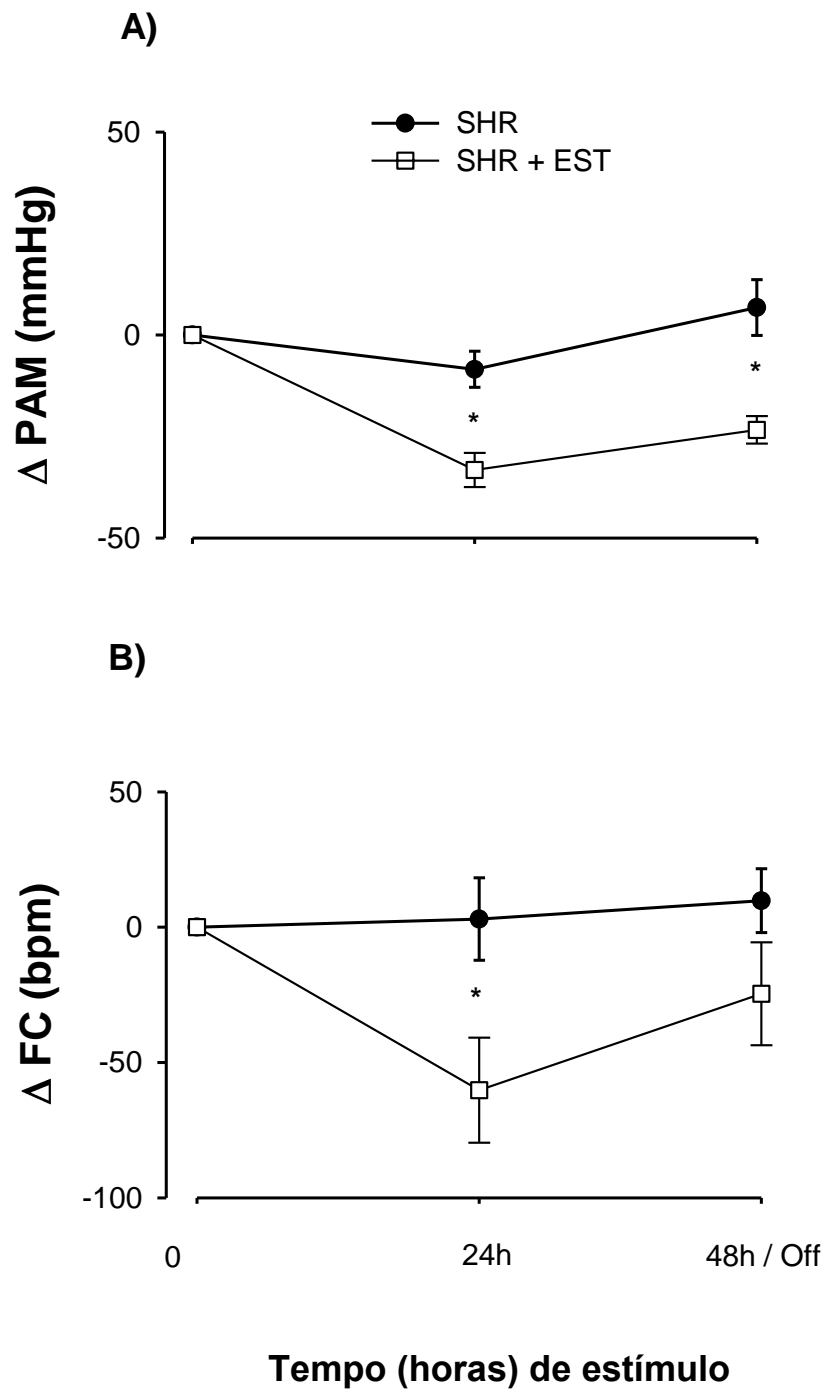 A)
SHR
SHR + EST
50
0
-50
Δ PAM (mmHg)
*
*
B)
50
0
-50
-100
Δ FC (bpm)
*
0
24h
48h / Off
Tempo (horas) de estímulo